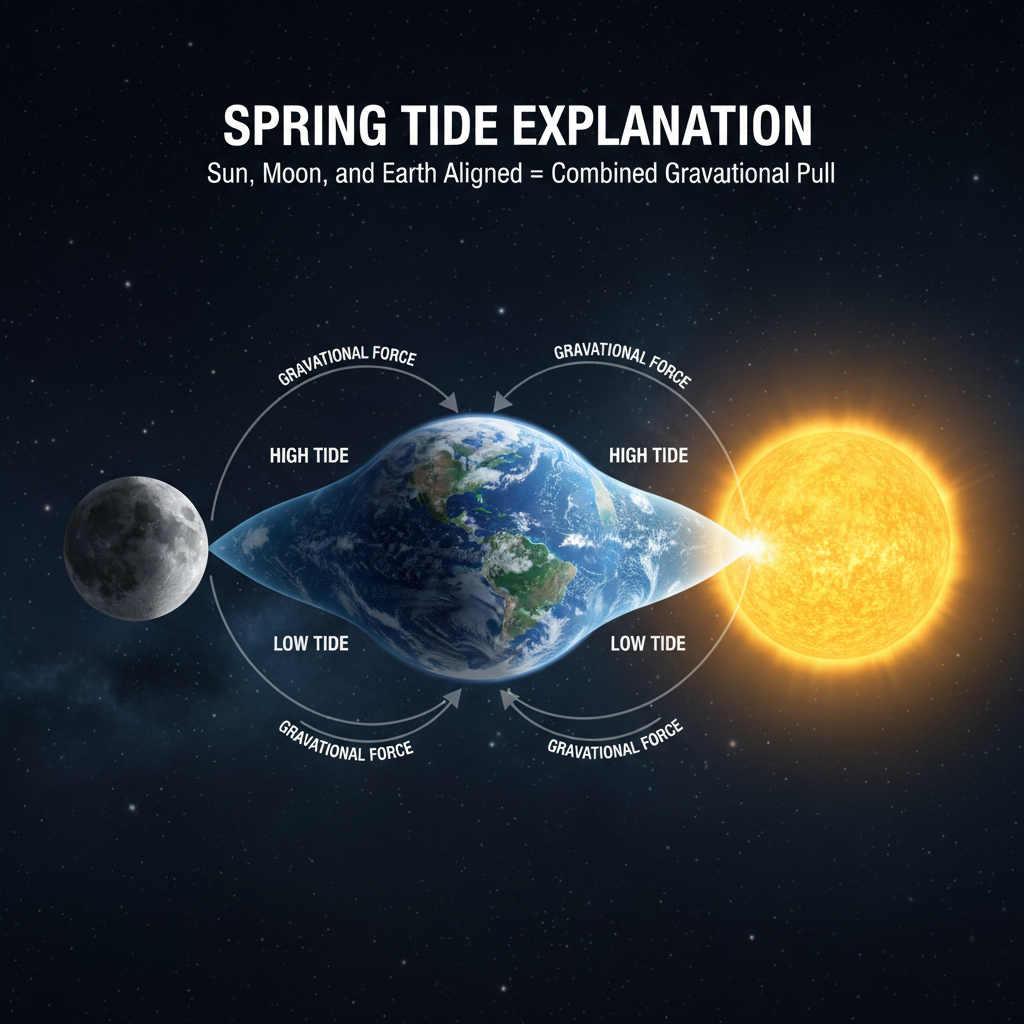 SPRING TIDE EXPLANATION
Sun, Moon, and Earth Aligned = Combined Gravautional Pull
GRAVATIONAL FORCE
GRAVATIONAL FORCE
HIGH TIDE
HIGH TIDE
LOW TIDE
LOW TIDE
GRAVATIONAL FORCE
GRAVATIONAL FORCE